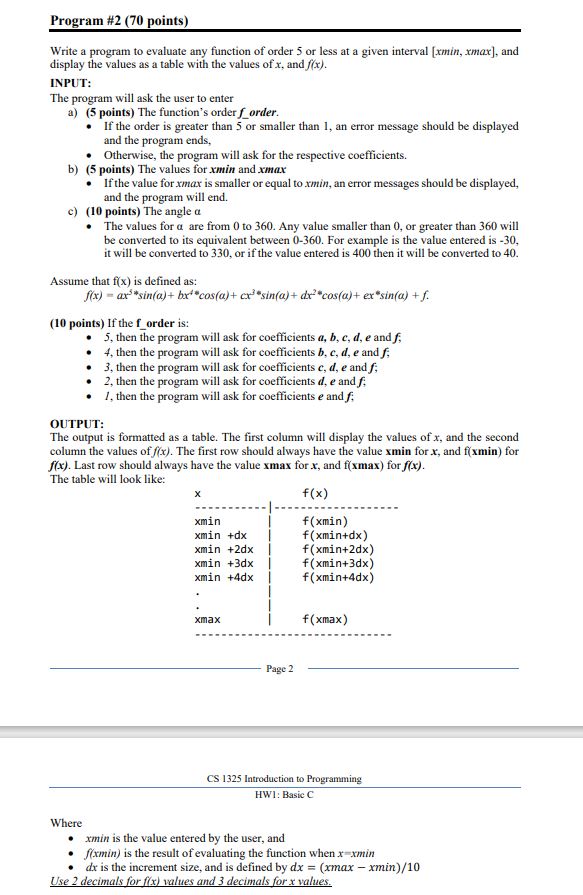 Program #2 (70 points)
Write a program to evaluate any function of order 5 or less at a given interval [xmin, xmax], and
display the values as a table with the values of x, and f(x).
INPUT:
The program will ask the user to enter
a) (5 points) The function's order f_order.
• If the order is greater than 5 or smaller than 1, an error message should be displayed
and the program ends,
• Otherwise, the program will ask for the respective coefficients.
b) (5 points) The values for xmin and xmax
• If the value for xmax is smaller or equal to xmin, an error messages should be displayed,
and the program will end.
c) (10 points) The angle α
• The values for α are from 0 to 360. Any value smaller than 0, or greater than 360 will
be converted to its equivalent between 0-360. For example is the value entered is -30,
it will be converted to 330, or if the value entered is 400 then it will be converted to 40.
Assume that f(x) is defined as:
f(x) = ax⁵*sin(α)+ bx⁴*cos(α)+ cx³*sin(α)+ dx²*cos(α)+ ex*sin(α) + f.
(10 points) If the f_order is:
• 5, then the program will ask for coefficients a, b, c, d, e and f;
• 4, then the program will ask for coefficients b, c, d, e and f;
• 3, then the program will ask for coefficients c, d, e and f;
• 2, then the program will ask for coefficients d, e and f;
• 1, then the program will ask for coefficients e and f;
OUTPUT:
The output is formatted as a table. The first column will display the values of x, and the second
column the values of f(x). The first row should always have the value xmin for x, and f(xmin) for
f(x). Last row should always have the value xmax for x, and f(xmax) for f(x).
The table will look like:
x f(x)
-----------|------------------
xmin | f(xmin)
xmin +dx | f(xmin+dx)
xmin +2dx | f(xmin+2dx)
xmin +3dx | f(xmin+3dx)
xmin +4dx | f(xmin+4dx)
. |
. |
xmax | f(xmax)
-----------------------------
Page 2
CS 1325 Introduction to Programming
HW1: Basic C
Where
• xmin is the value entered by the user, and
• f(xmin) is the result of evaluating the function when x=xmin
• dx is the increment size, and is defined by dx = (xmax − xmin)/10
Use 2 decimals for f(x) values and 3 decimals for x values.